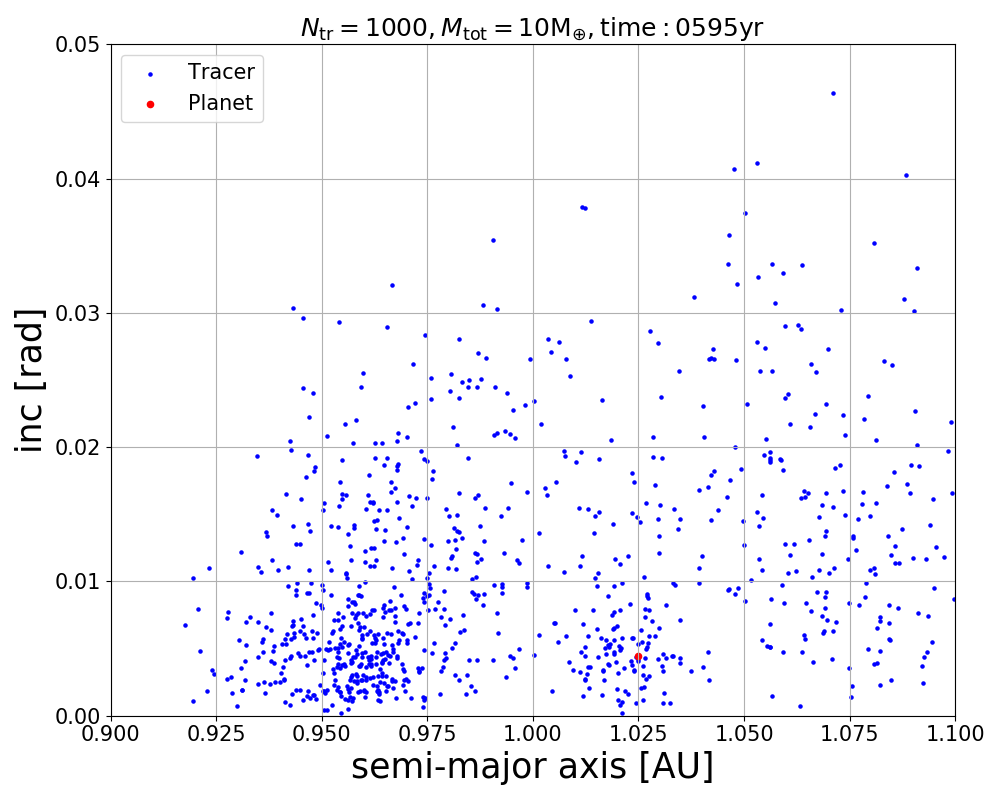 N_tr = 1000, M_tot = 10M_⊕, time : 0595yr
Tracer
Planet
inc [rad]
0.05
0.04
0.03
0.02
0.01
0.00
0.900 0.925 0.950 0.975 1.000 1.025 1.050 1.075 1.100
semi-major axis [AU]